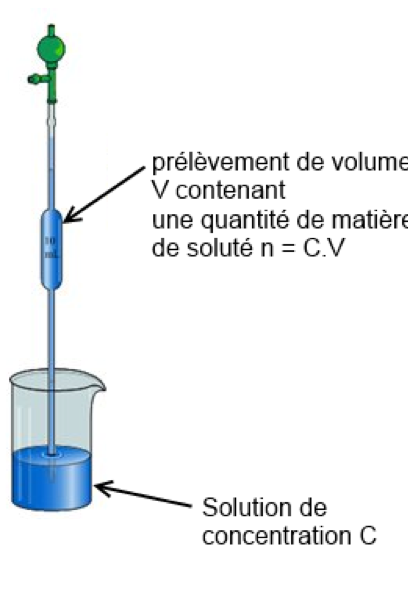 prélèvement de volume
V contenant
une quantité de matière
de soluté n = C.V
10
mL
Solution de
concentration C